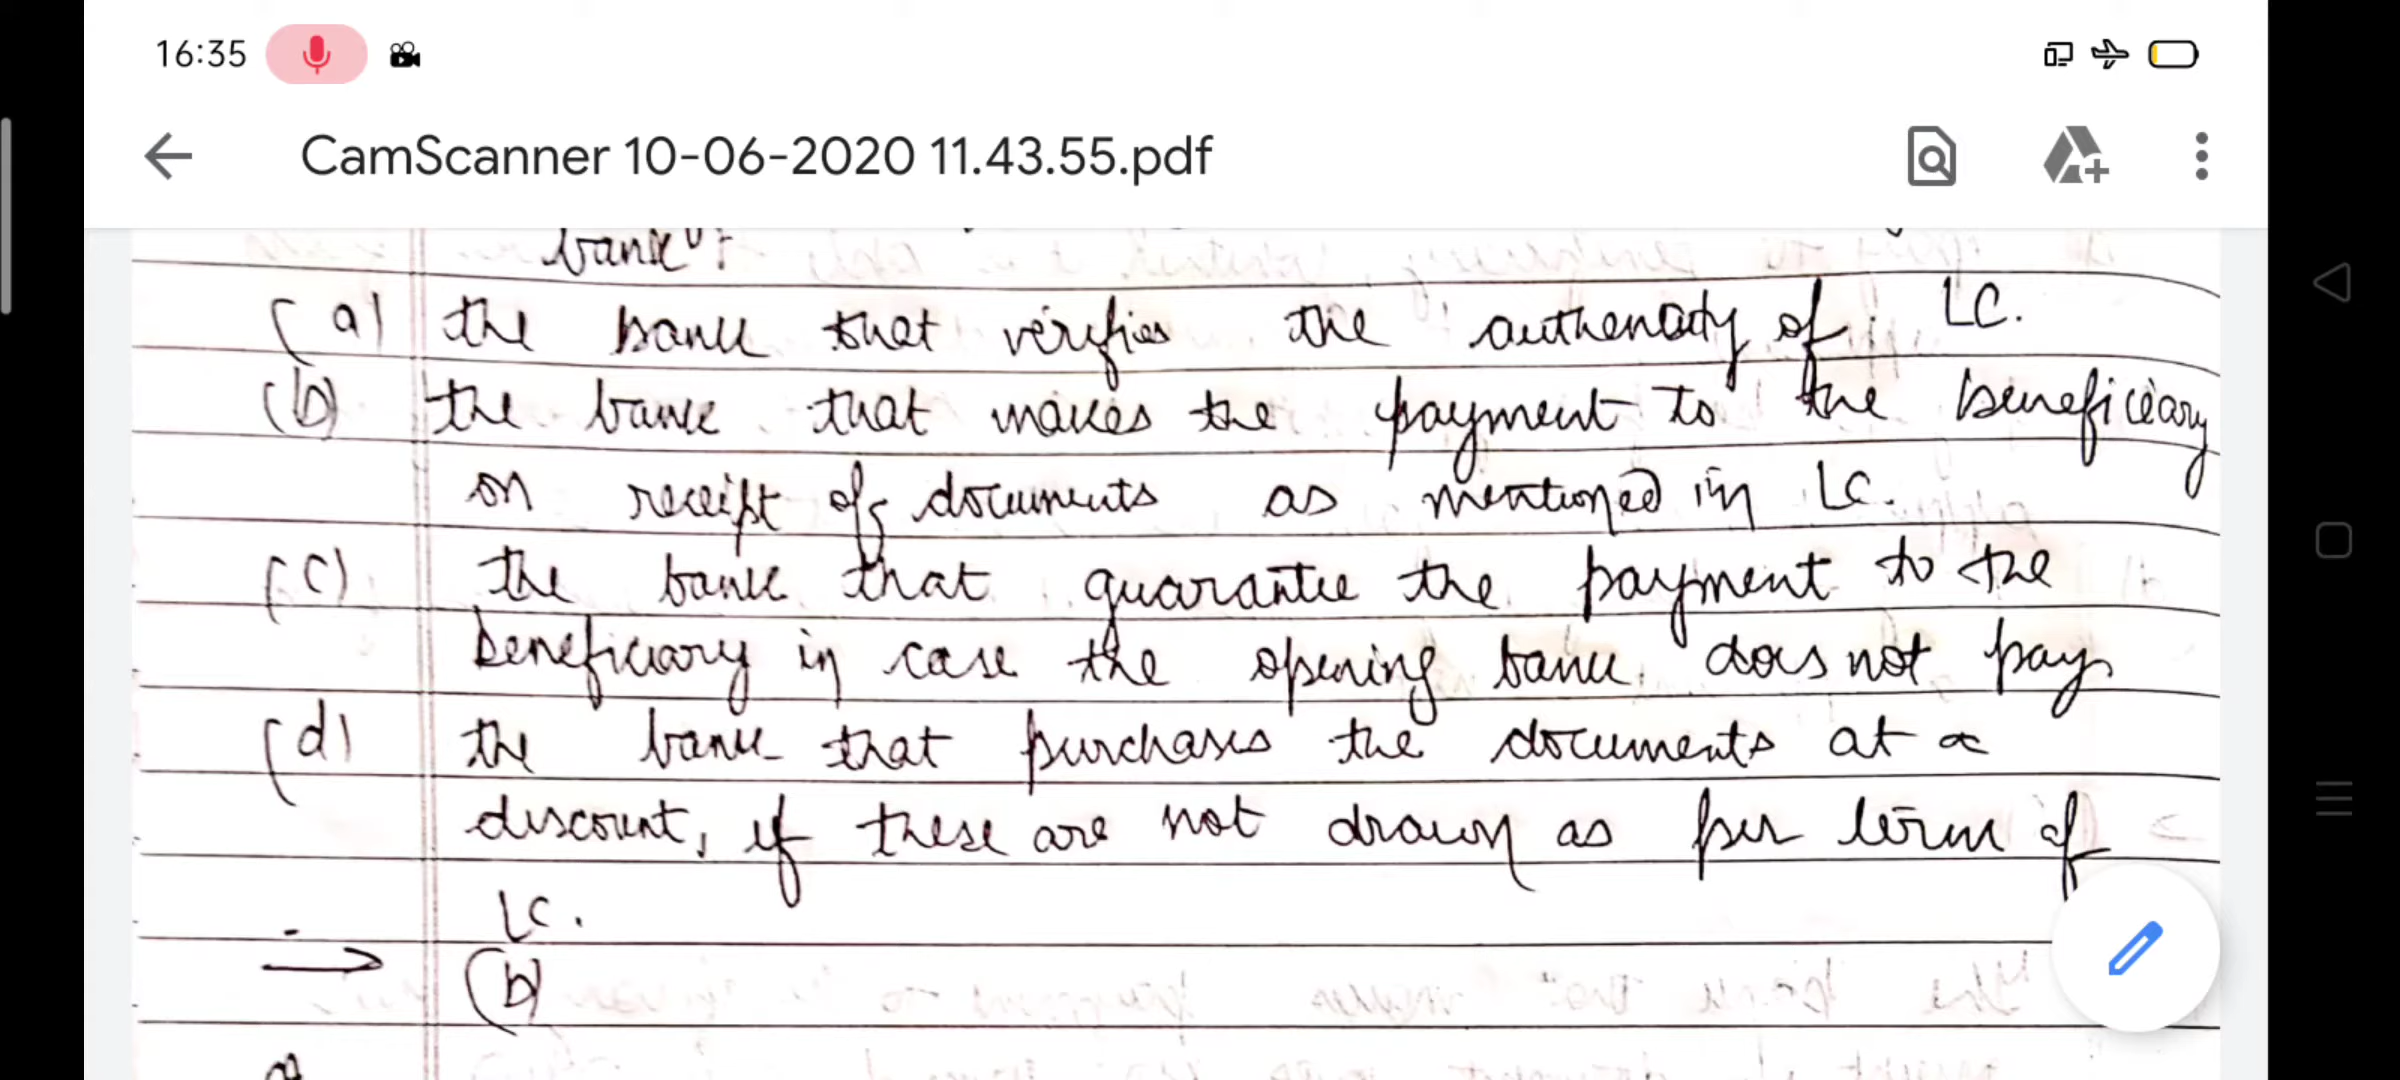 16:35
CamScanner 10-06-2020 11.43.55.pdf
bank"?
(a) the bank that verifies the of LC.
(b) the bank that makes the payment to the beneficiary
on receipt of documents as mentioned in LC.
(c) the bank that guarantee the payment to the
beneficiary in case the opening bank does not pay
(d) the bank that purchases the documents at a
discount, if these are not drawn as per term of
LC.
→ (b)